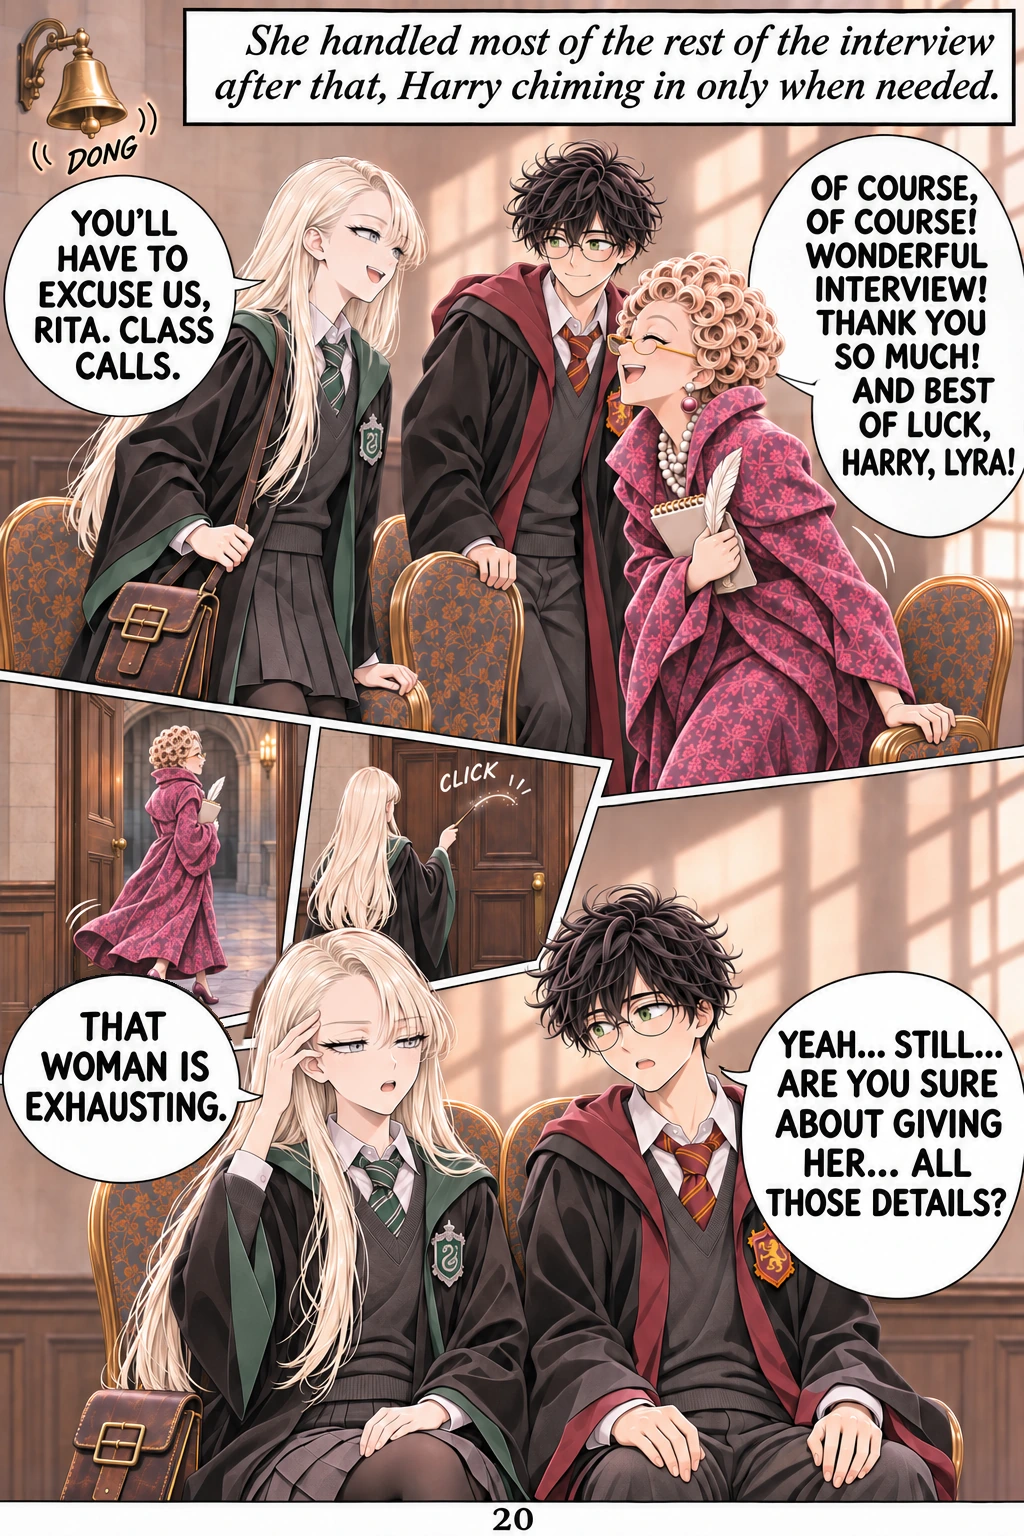 She handled most of the rest of the interview
after that, Harry chiming in only when needed.
DONG
YOU'LL
HAVE TO
EXCUSE US,
RITA. CLASS
CALLS.
OF COURSE,
OF COURSE!
WONDERFUL
INTERVIEW!
THANK YOU
SO MUCH!
AND BEST
OF LUCK,
HARRY, LYRA!
CLICK
THAT
WOMAN IS
EXHAUSTING.
YEAH... STILL...
ARE YOU SURE
ABOUT GIVING
HER... ALL
THOSE DETAILS?
20